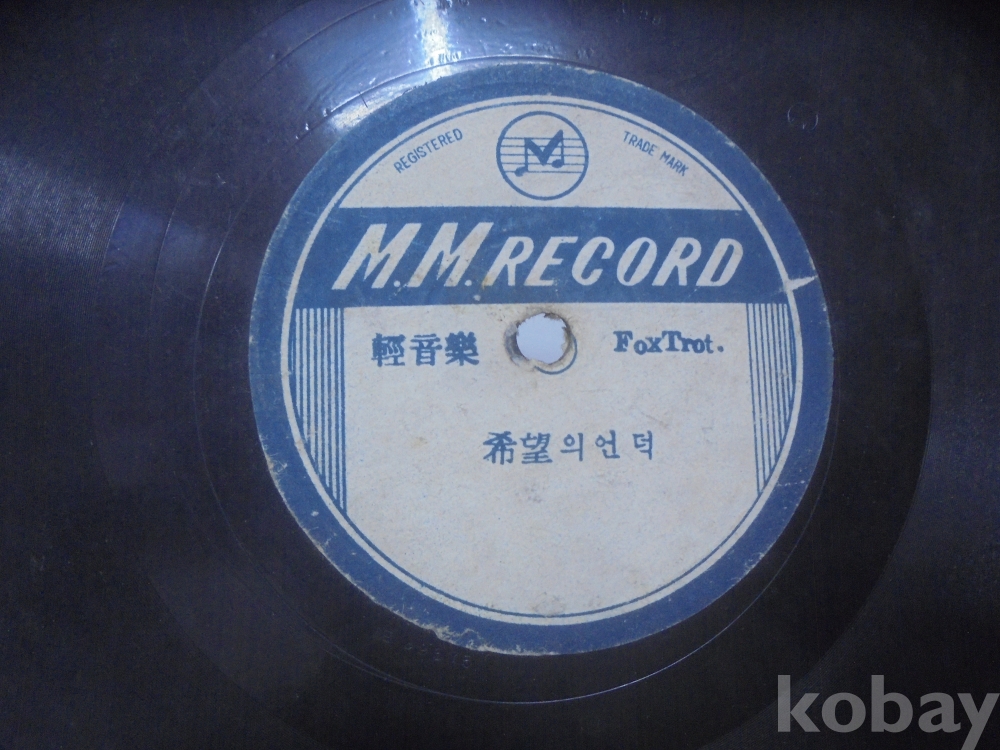 REGISTERED TRADE MARK
M.M. RECORD
輕音樂 FoxTrot.
希望의언덕
kobay